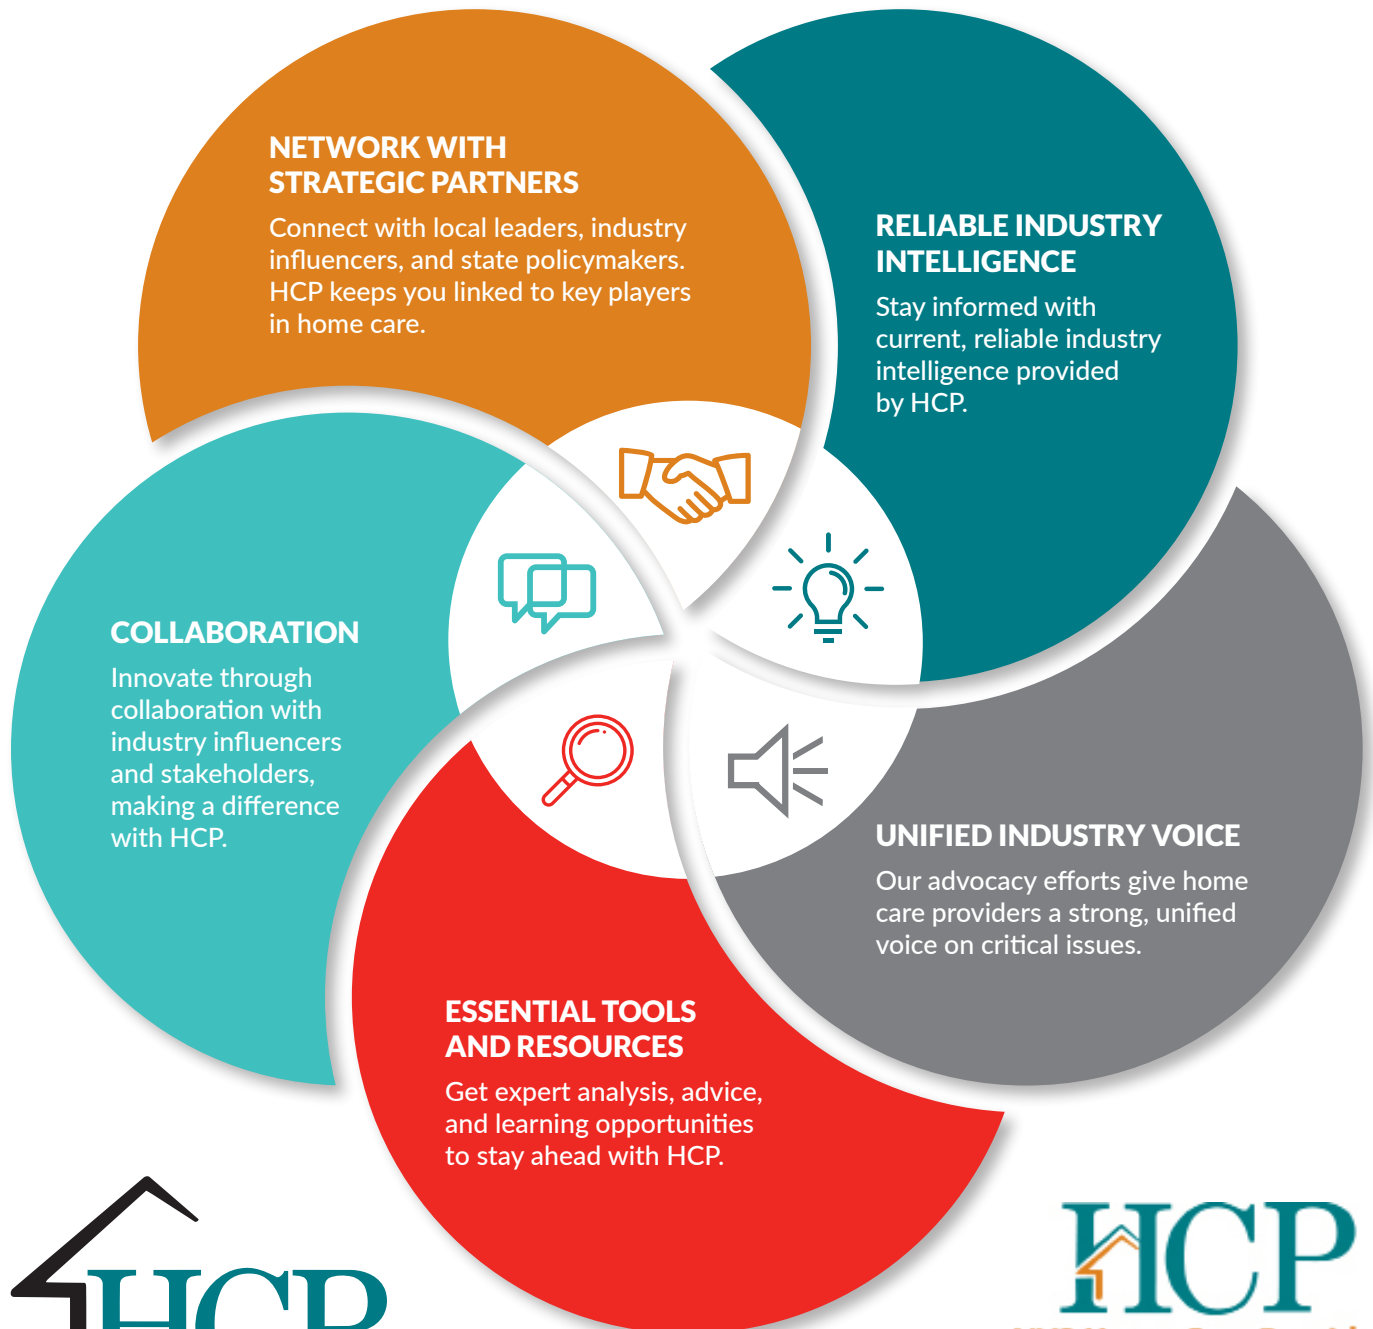 NETWORK WITH
STRATEGIC PARTNERS
Connect with local leaders, industry
influencers, and state policymakers.
HCP keeps you linked to key players
in home care.
RELIABLE INDUSTRY
INTELLIGENCE
Stay informed with
current, reliable industry
intelligence provided
by HCP.
COLLABORATION
Innovate through
collaboration with
industry influencers
and stakeholders,
making a difference
with HCP.
UNIFIED INDUSTRY VOICE
Our advocacy efforts give home
care providers a strong, unified
voice on critical issues.
ESSENTIAL TOOLS
AND RESOURCES
Get expert analysis, advice,
and learning opportunities
to stay ahead with HCP.
HCP
HCP